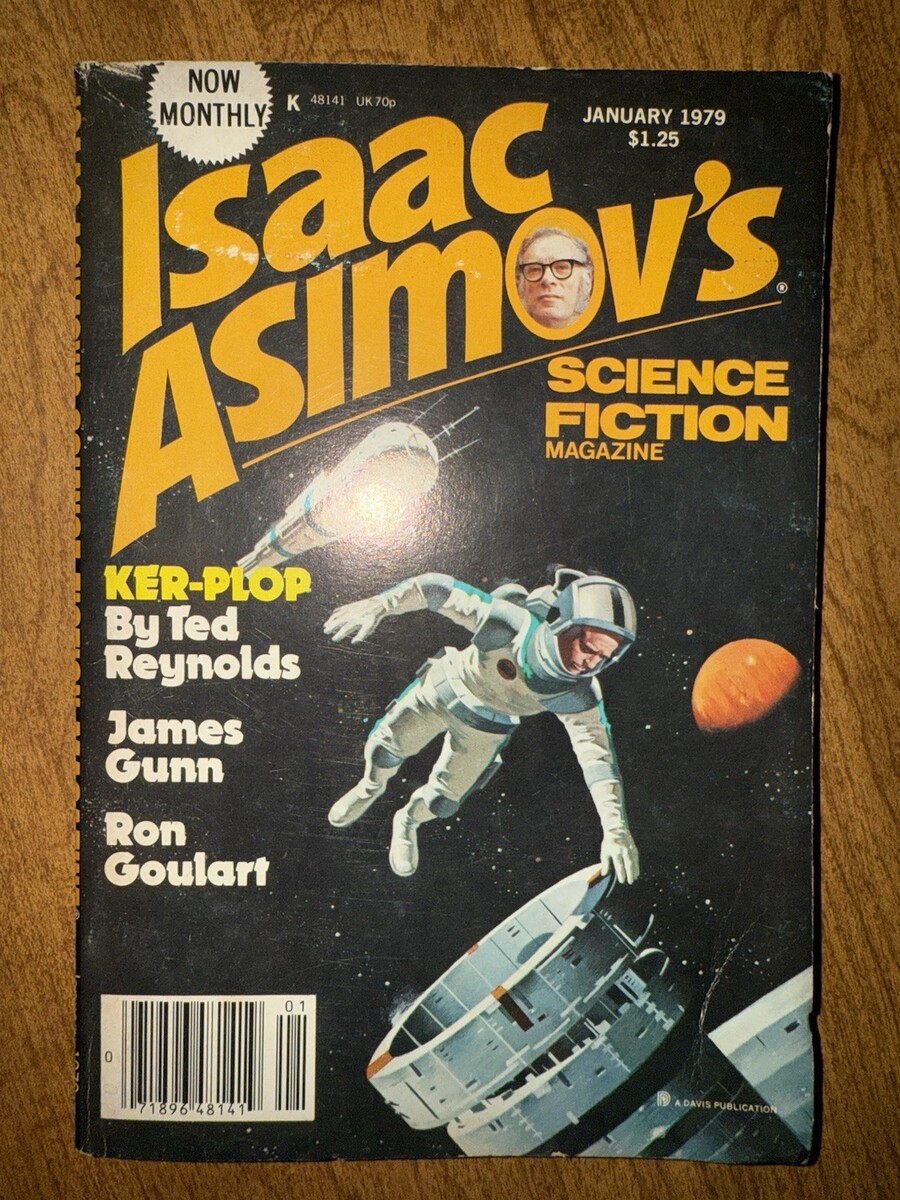 NOW
MONTHLY
K 48141 UK 70p
JANUARY 1979
$1.25
Isaac
Asimov's®
SCIENCE
FICTION
MAGAZINE
KER-PLOP
By Ted
Reynolds
James
Gunn
Ron
Goulart
01
0
71896 48141
A DAVIS PUBLICATION